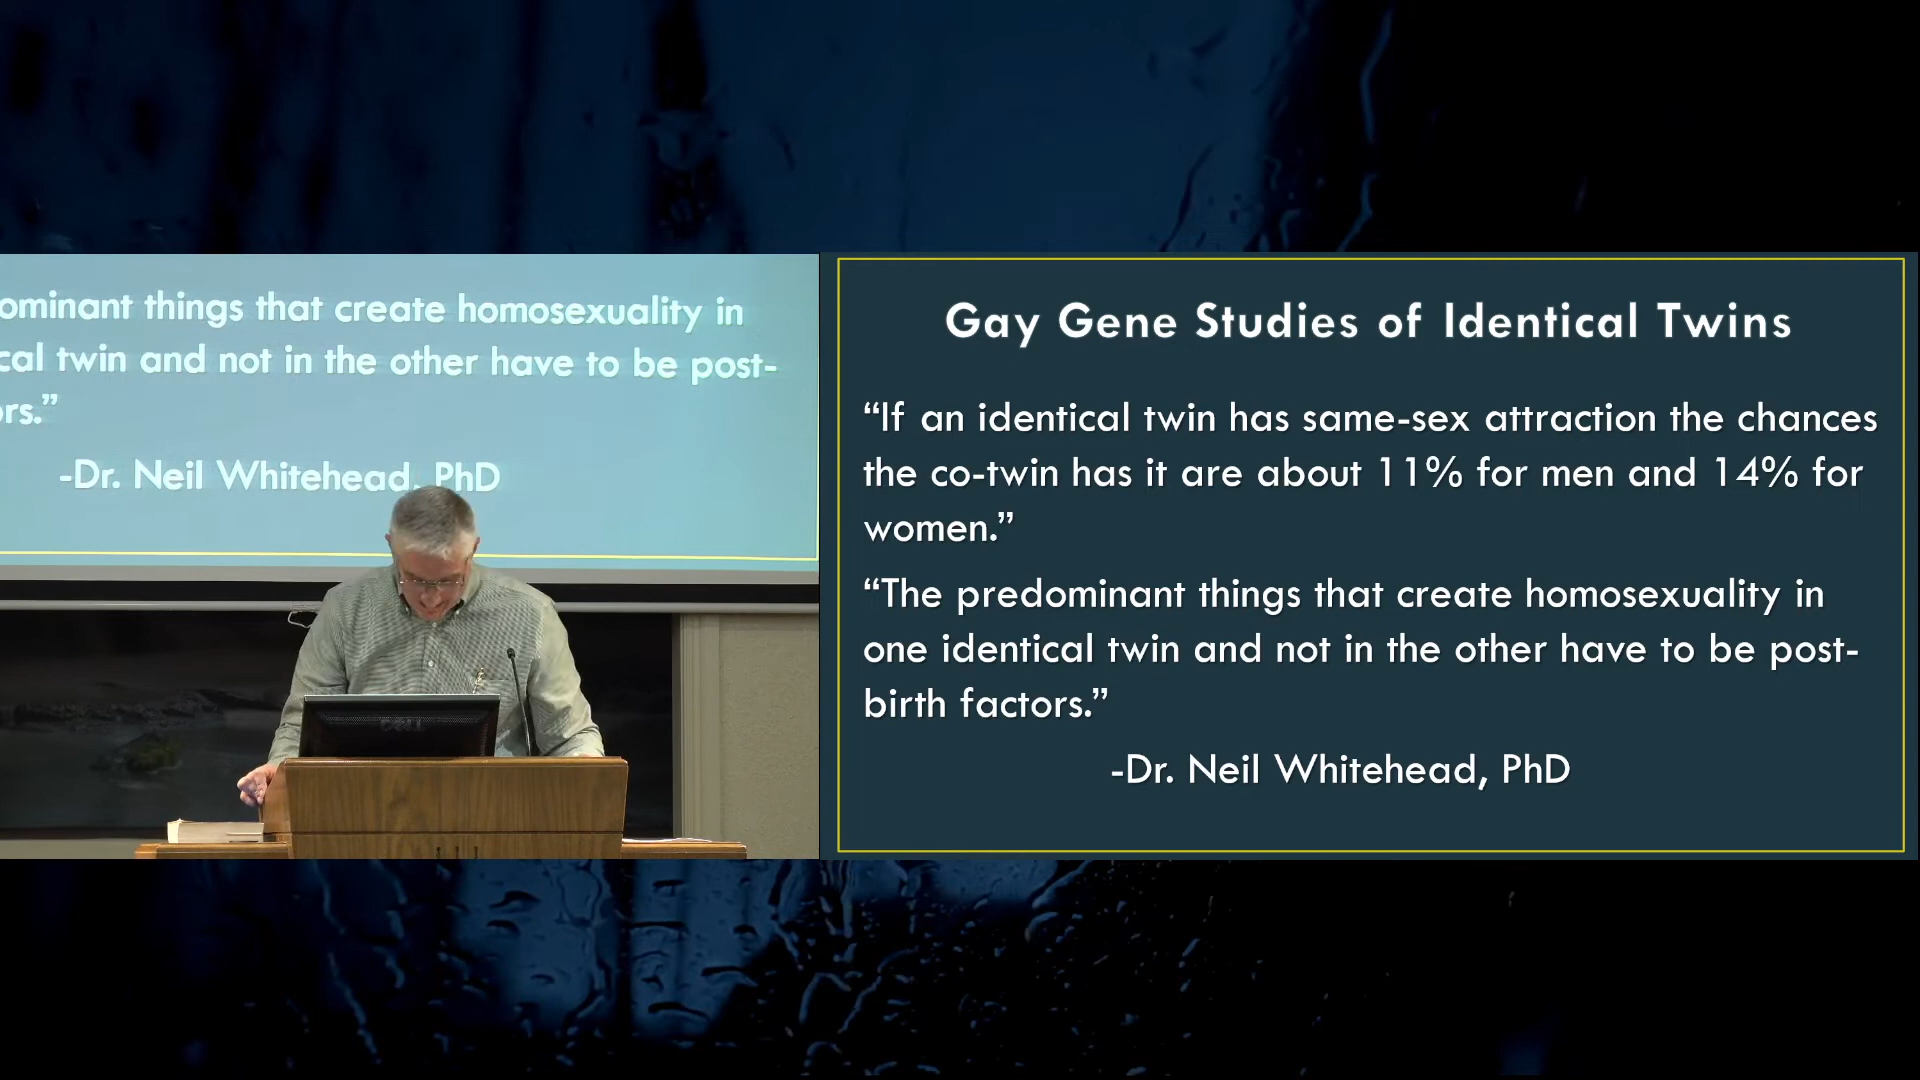 ominant things that create homosexuality in
cal twin and not in the other have to be post-
ors.”
-Dr. Neil Whitehead, PhD
DELL
Gay Gene Studies of Identical Twins
“If an identical twin has same-sex attraction the chances
the co-twin has it are about 11% for men and 14% for
women.”
“The predominant things that create homosexuality in
one identical twin and not in the other have to be post-
birth factors.”
-Dr. Neil Whitehead, PhD